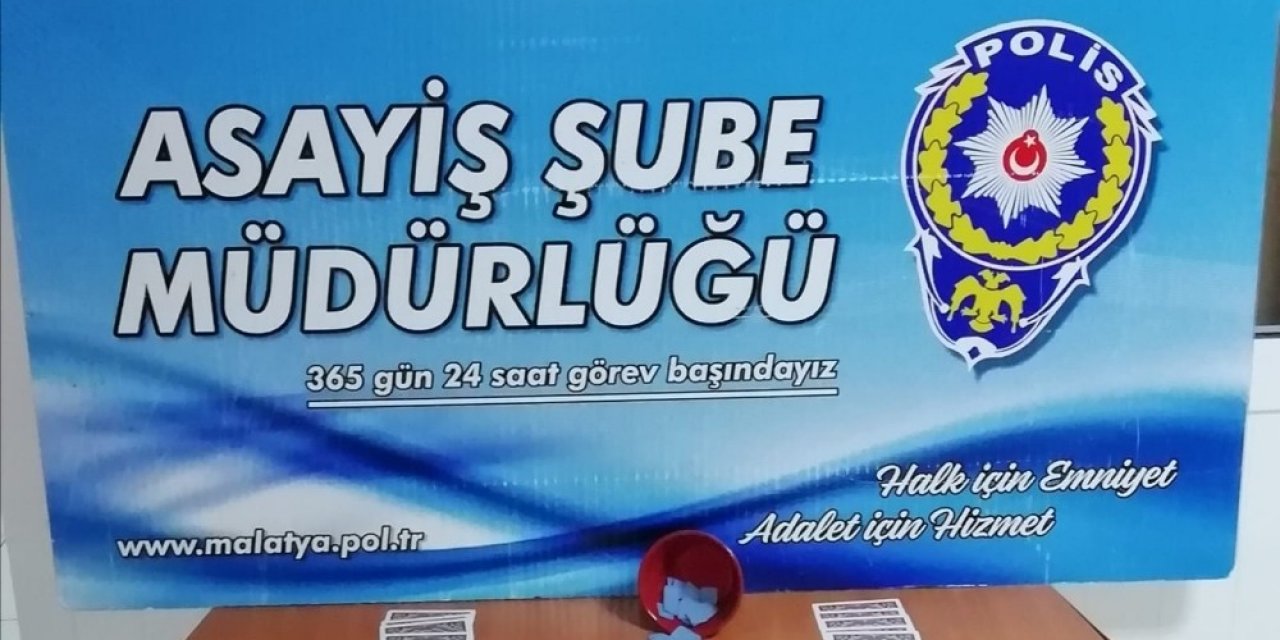 POLİS
ASAYİŞ ŞUBE
MÜDÜRLÜĞÜ
365 gün 24 saat görev başındayız
Halk için Emniyet
Adalet için Hizmet
www.malatya.pol.tr